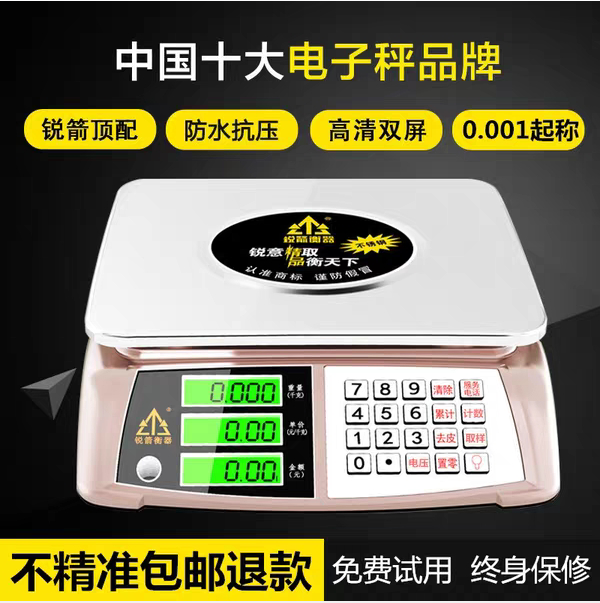 中国十大电子秤品牌
锐箭顶配 防水抗压 高清双屏 0.001起称
锐箭衡器
不锈钢
锐意精取
品衡天下
认准商标 谨防假冒
0.000 重量(千克)
0.00 单价(元/千克)
0.00 金额(元)
锐箭衡器®
7 8 9 清除 服务电话
4 5 6 累计 计数
1 2 3 去皮 取样
0 • 电压 置零
不精准包邮退款 免费试用 终身保修